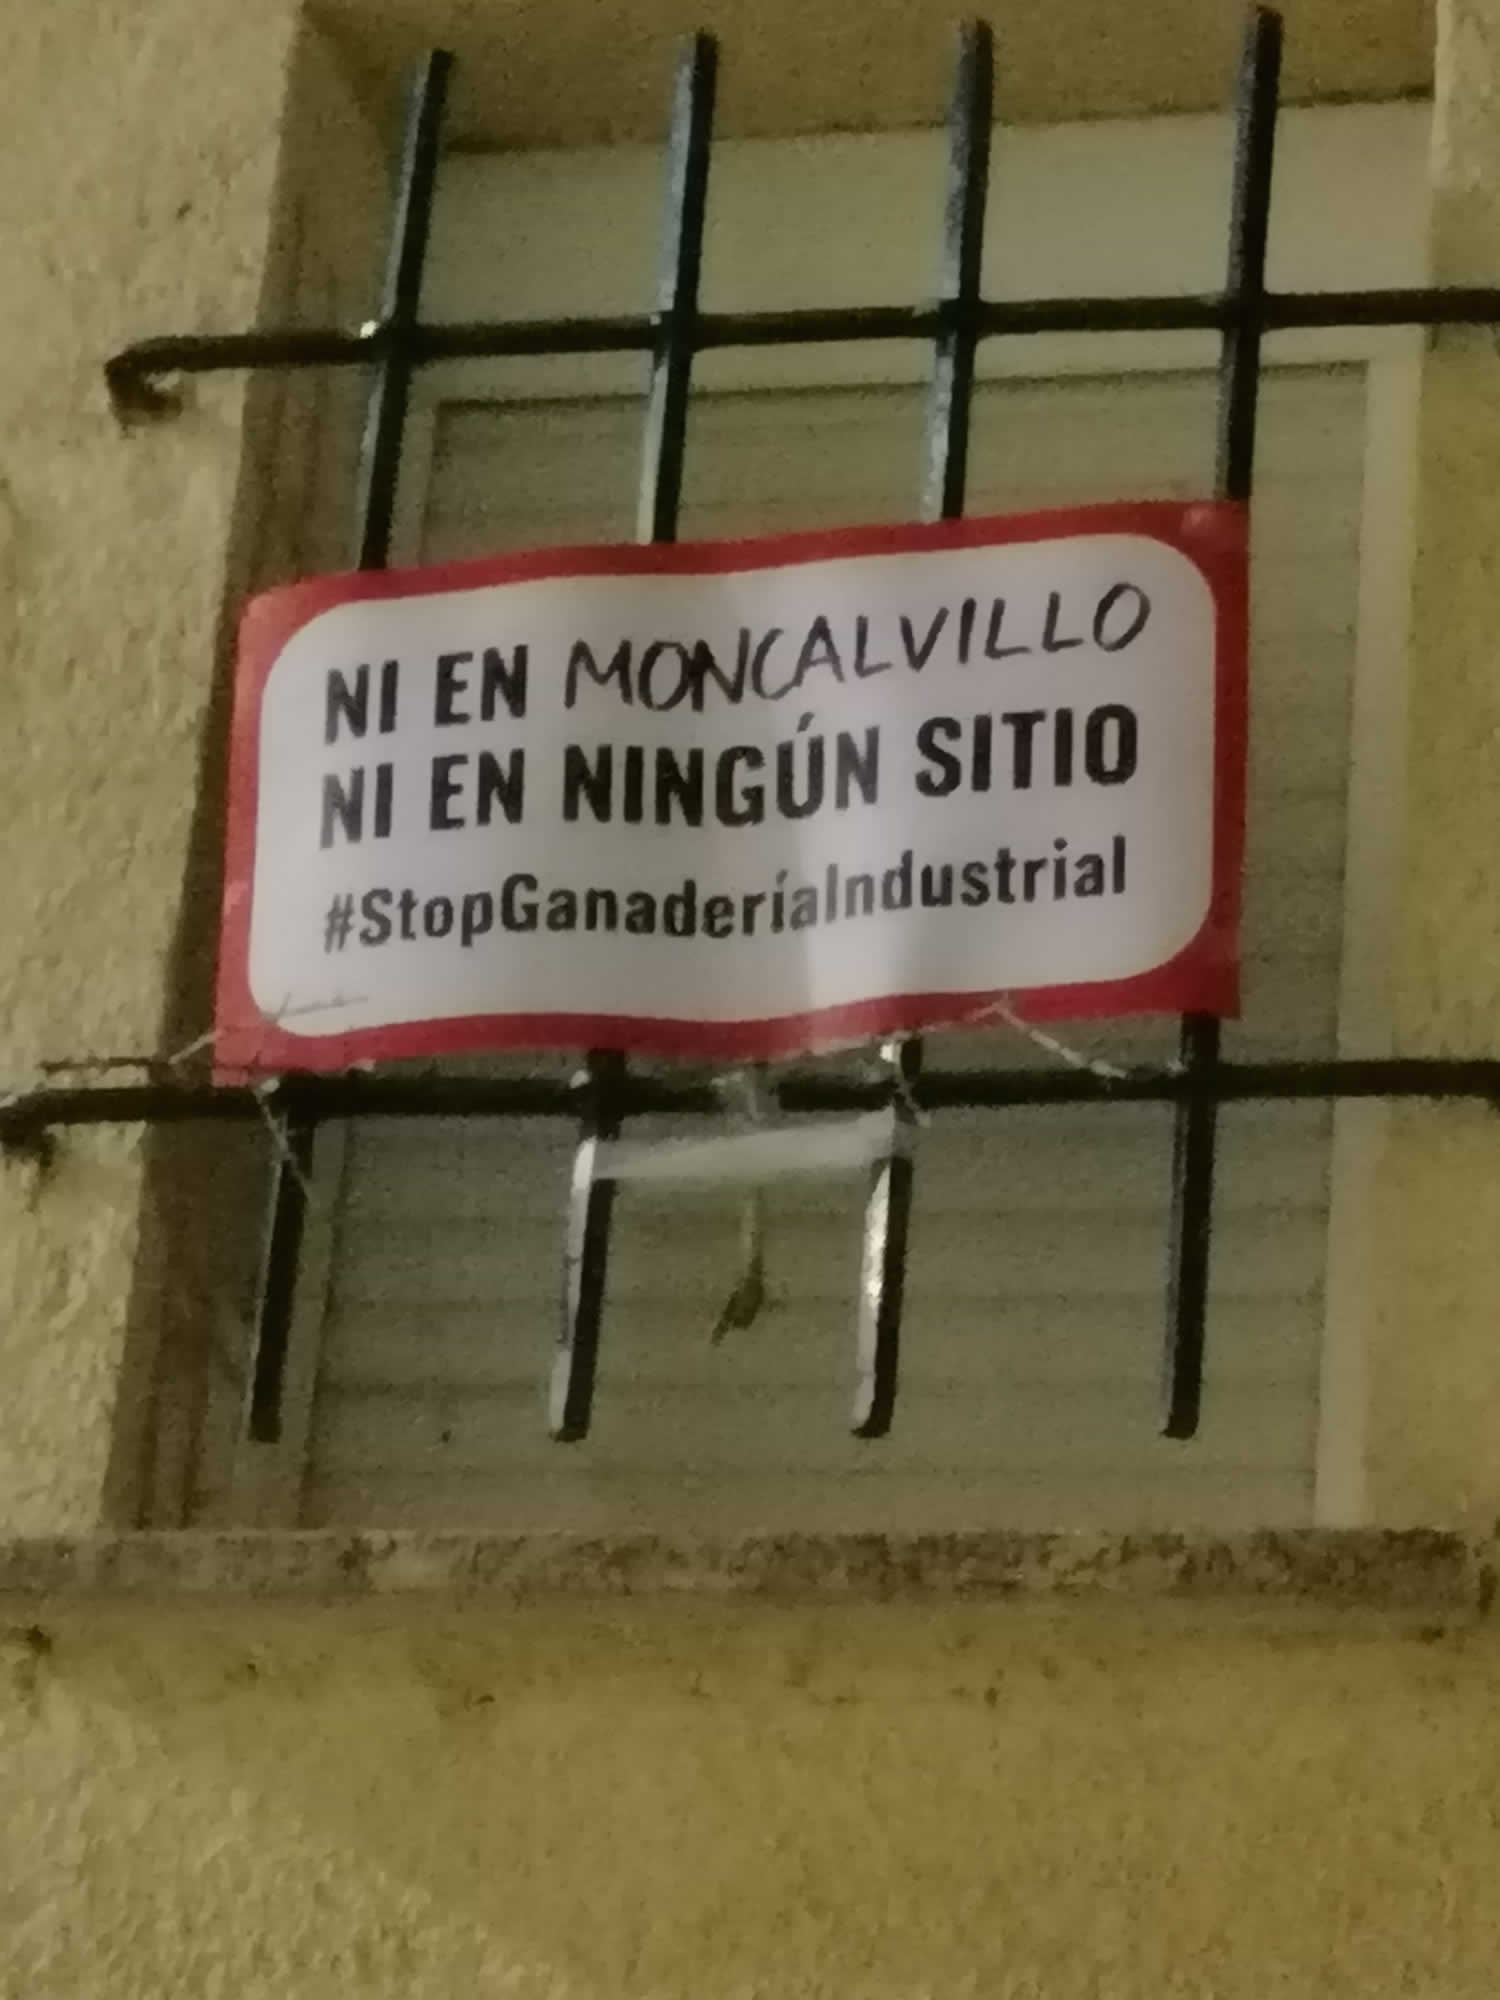 NI EN MONCALVILLO
NI EN NINGÚN SITIO
#StopGanaderíaIndustrial